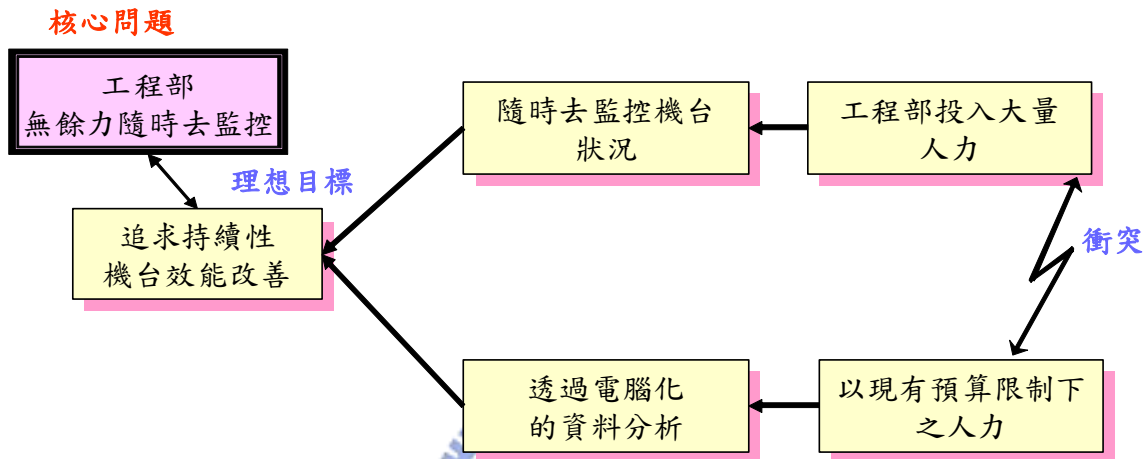 核心問題
工程部
無餘力隨時去監控
理想目標
追求持續性
機台效能改善
隨時去監控機台
狀況
工程部投入大量
人力
衝突
透過電腦化
的資料分析
以現有預算限制下
之人力